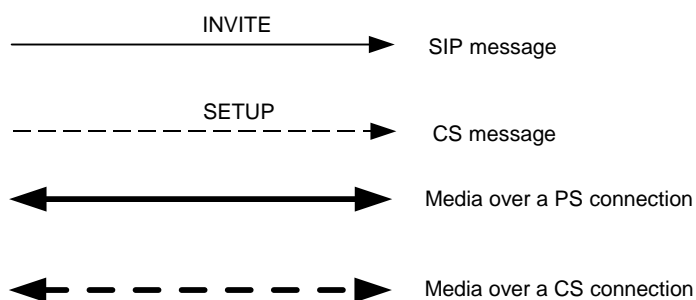 INVITE
SIP message
SETUP
CS message
Media over a PS connection
Media over a CS connection